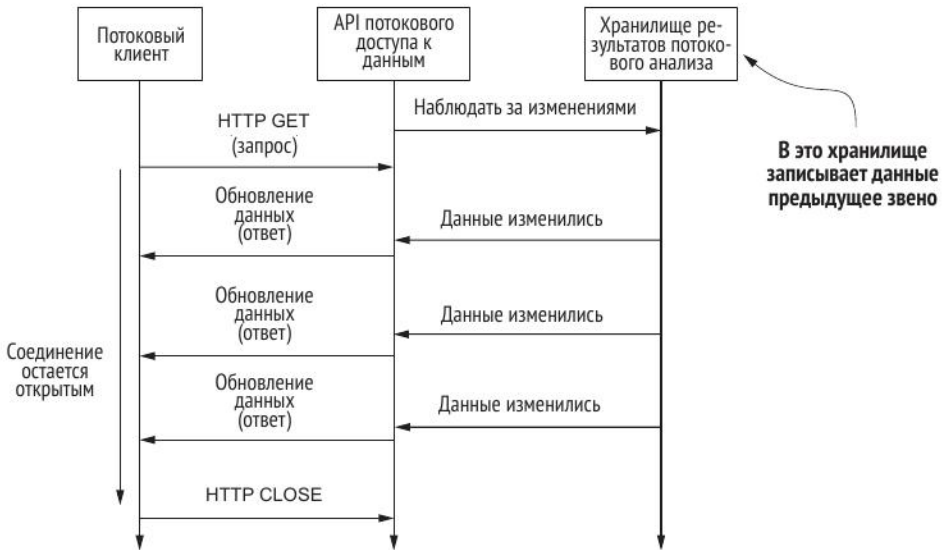 Потоковый
клиент
API потокового
доступа к
данным
Хранилище ре-
зультатов потоко-
вого анализа
Наблюдать за изменениями
HTTP GET
(запрос)
В это хранилище
записывает данные
предыдущее звено
Обновление
данных
(ответ)
Данные изменились
Обновление
данных
(ответ)
Данные изменились
Соединение
остается
открытым
Обновление
данных
(ответ)
Данные изменились
HTTP CLOSE